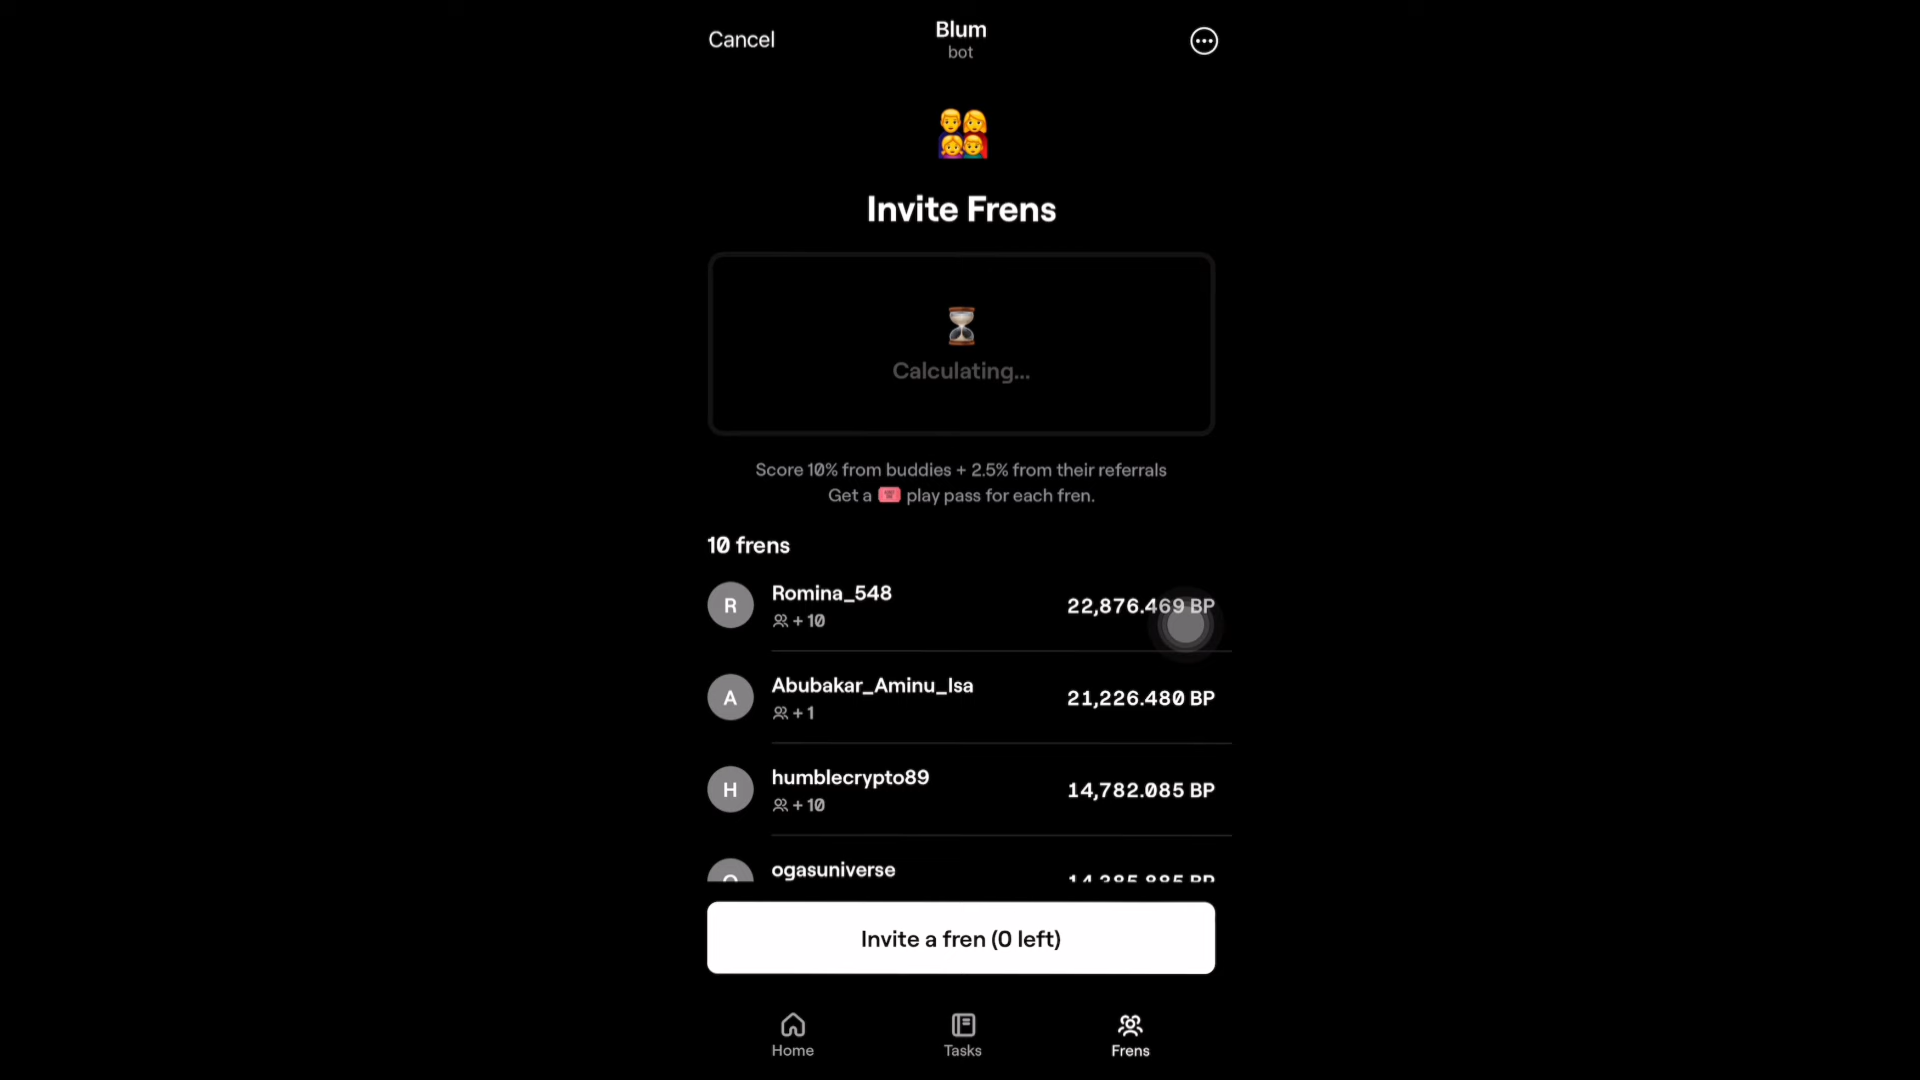 Cancel
Blum
bot
Invite Frens
Calculating...
Score 10% from buddies + 2.5% from their referrals
Get a play pass for each fren.
10 frens
R
Romina_548
+ 10
22,876.469 BP
A
Abubakar_Aminu_Isa
+ 1
21,226.480 BP
H
humblecrypto89
+ 10
14,782.085 BP
ogasuniverse
Invite a fren (0 left)
Home
Tasks
Frens